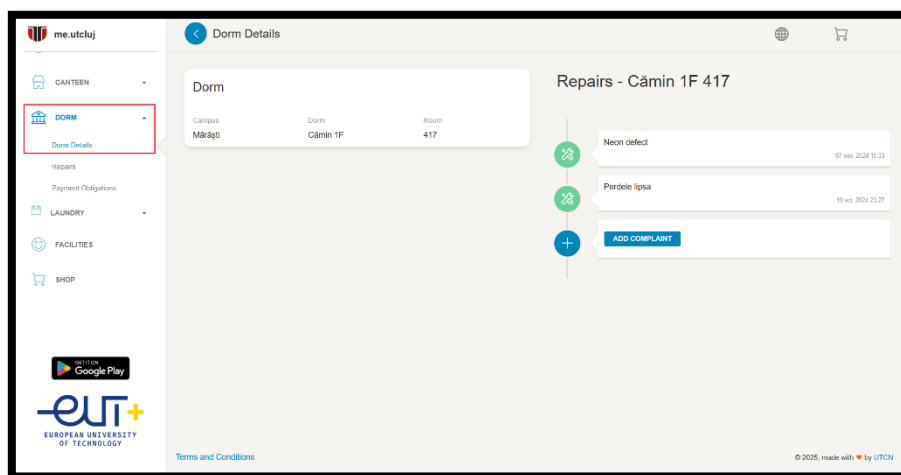 me.utcluj
CANTEEN
DORM
Dorm Details
Repairs
Payment Obligations
LAUNDRY
FACILITIES
SHOP
GET IT ON
Google Play
EUT+
EUROPEAN UNIVERSITY
OF TECHNOLOGY
Dorm Details
Dorm
Campus Dorm Room
Mărăști Cămin 1F 417
Repairs - Cămin 1F 417
Neon defect
07 nov. 2024 11:33
Perdele lipsa
19 oct. 2024 23:27
ADD COMPLAINT
Terms and Conditions
© 2025, made with ♥ by UTCN